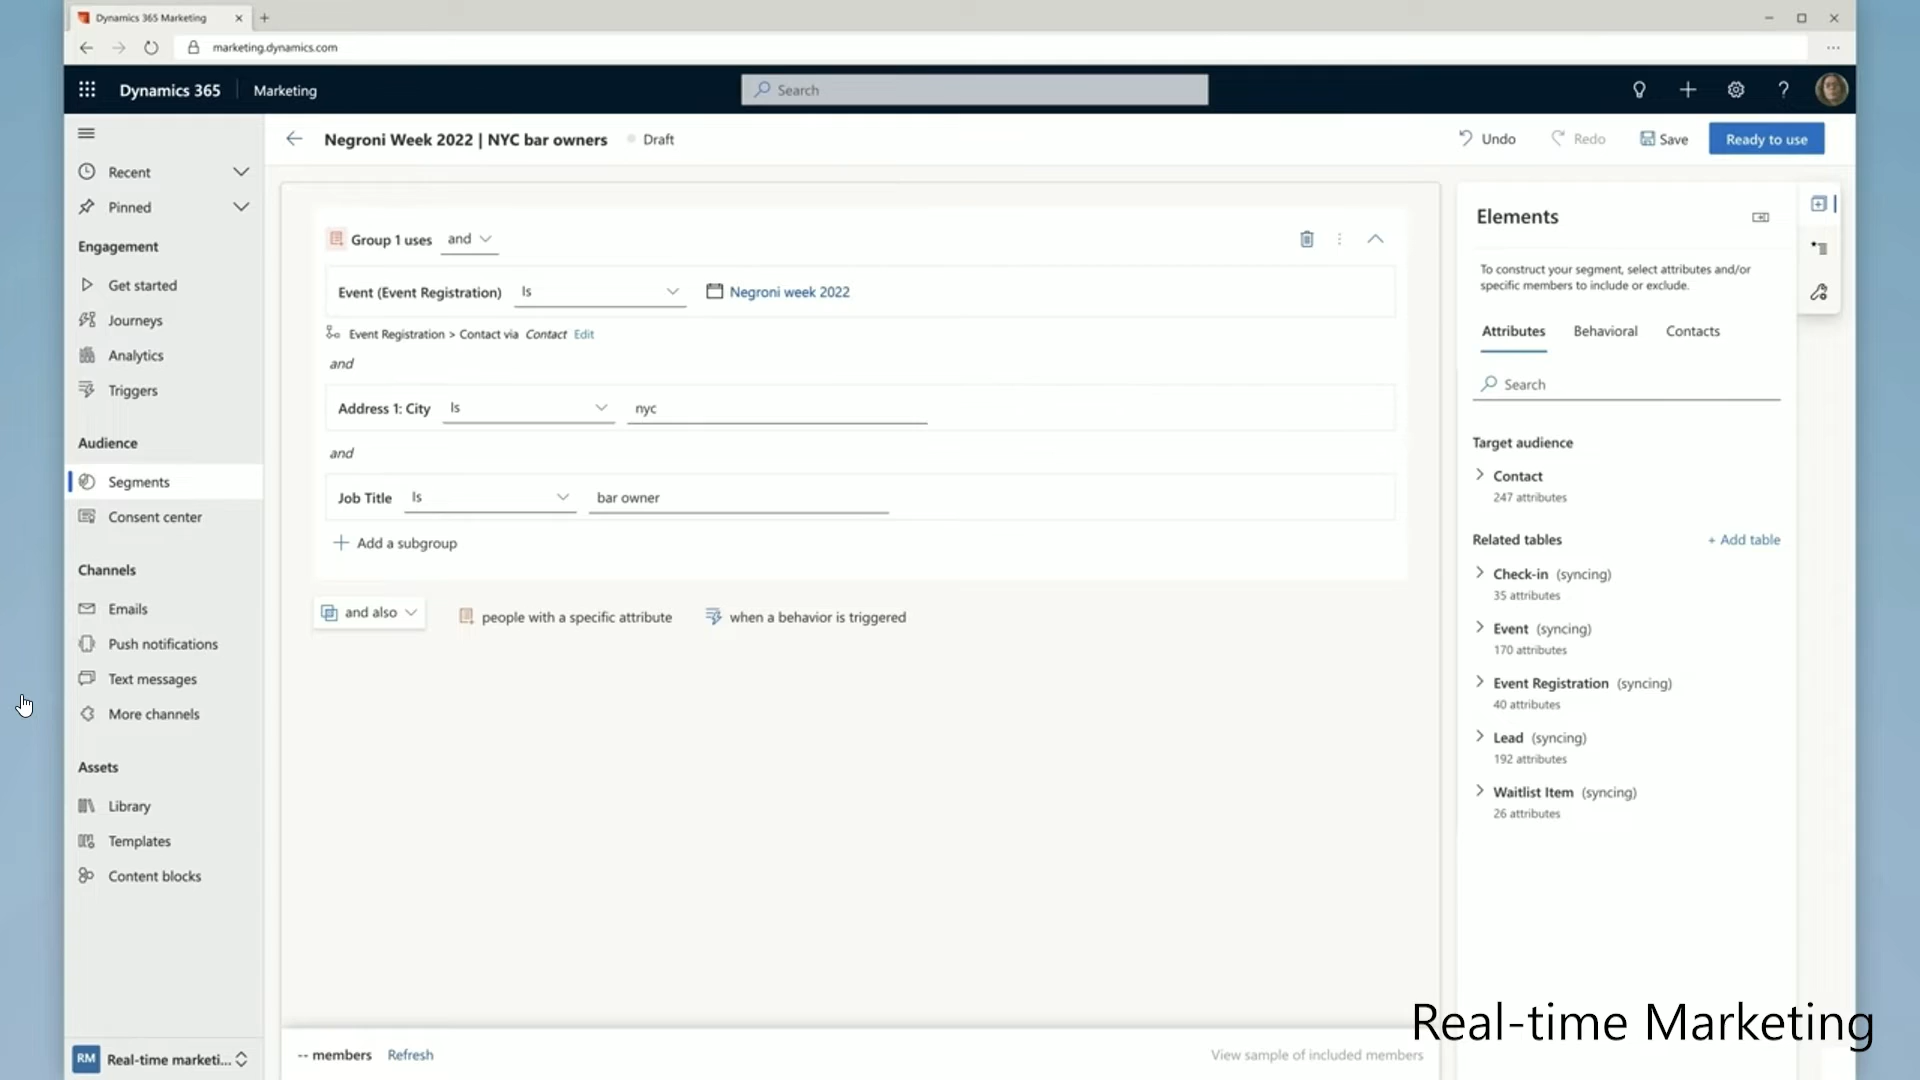 Dynamics 365 Marketing
marketing.dynamics.com
Dynamics 365
Marketing
Search
Negroni Week 2022 | NYC bar owners
Draft
Undo
Redo
Save
Ready to use
Recent
Pinned
Engagement
Get started
Journeys
Analytics
Triggers
Audience
Segments
Consent center
Channels
Emails
Push notifications
Text messages
More channels
Assets
Library
Templates
Content blocks
RM Real-time marketi...
Group 1 uses and
Event (Event Registration) Is Negroni week 2022
Event Registration > Contact via Contact Edit
and
Address 1: City Is nyc
and
Job Title Is bar owner
Add a subgroup
and also people with a specific attribute when a behavior is triggered
-- members Refresh
View sample of included members
Elements
To construct your segment, select attributes and/or
specific members to include or exclude.
Attributes Behavioral Contacts
Search
Target audience
Contact
247 attributes
Related tables + Add table
Check-in (syncing)
35 attributes
Event (syncing)
170 attributes
Event Registration (syncing)
40 attributes
Lead (syncing)
192 attributes
Waitlist Item (syncing)
26 attributes
Real-time Marketing